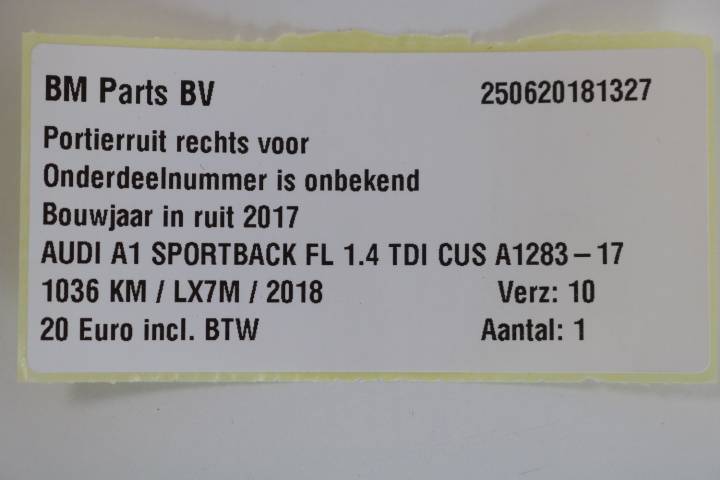 BM Parts BV 250620181327
Portierruit rechts voor
Onderdeelnummer is onbekend
Bouwjaar in ruit 2017
AUDI A1 SPORTBACK FL 1.4 TDI CUS A1283-17
1036 KM / LX7M / 2018 Verz: 10
20 Euro incl. BTW Aantal: 1